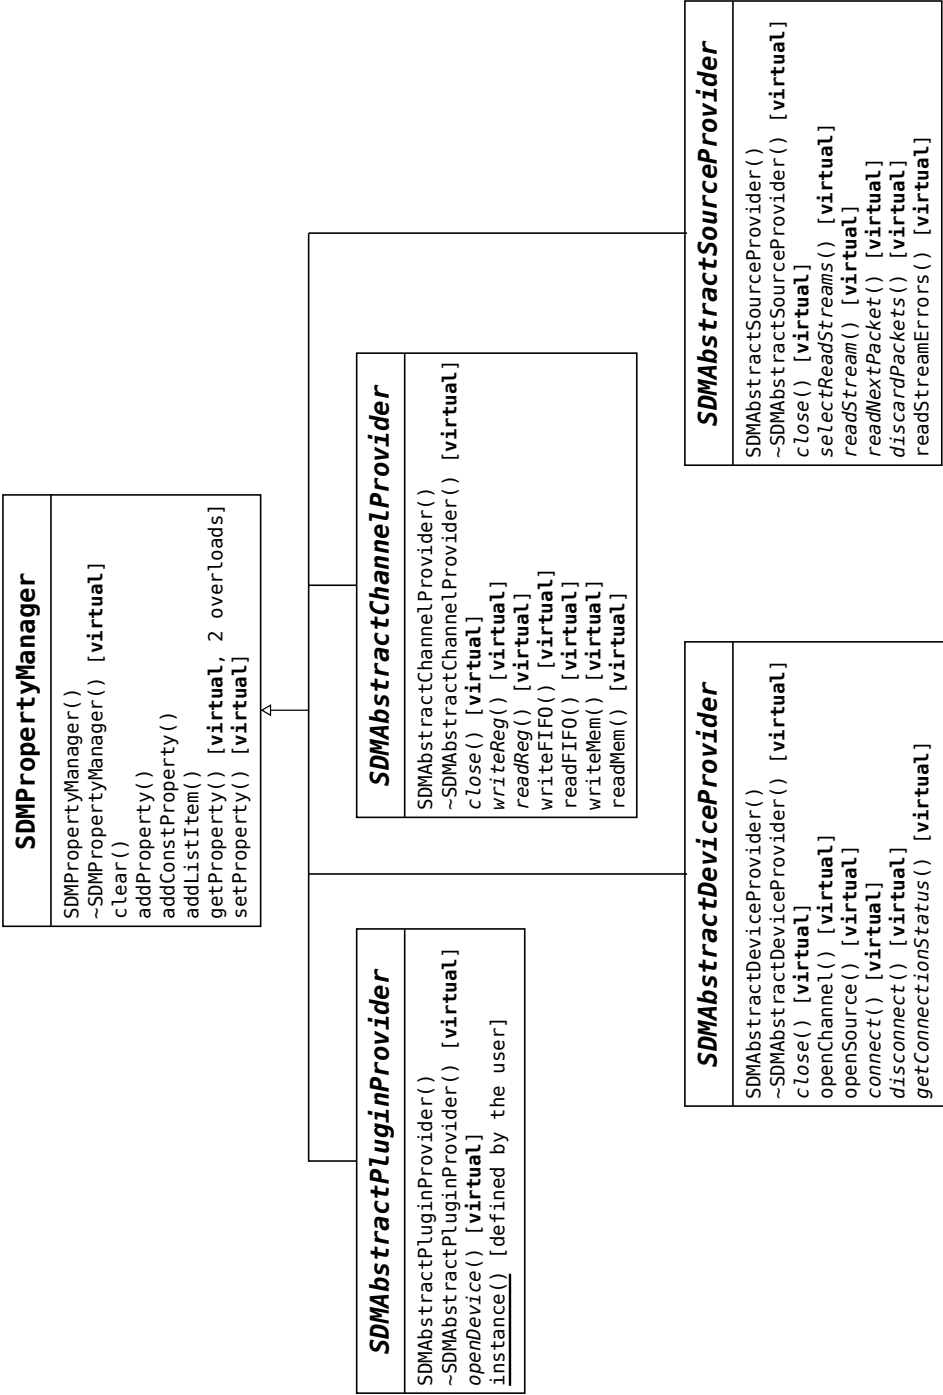 SDMPropertyManager
SDMPropertyManager()
~SDMPropertyManager() [virtual]
clear()
addProperty()
addConstProperty()
addListItem()
getProperty() [virtual, 2 overloads]
setProperty() [virtual]
SDMAbstractPluginProvider
SDMAbstractPluginProvider()
~SDMAbstractPluginProvider() [virtual]
openDevice() [virtual]
instance() [defined by the user]
SDMAbstractChannelProvider
SDMAbstractChannelProvider()
~SDMAbstractChannelProvider() [virtual]
close() [virtual]
writeReg() [virtual]
readReg() [virtual]
writeFIFO() [virtual]
readFIFO() [virtual]
writeMem() [virtual]
readMem() [virtual]
SDMAbstractDeviceProvider
SDMAbstractDeviceProvider()
~SDMAbstractDeviceProvider() [virtual]
close() [virtual]
openChannel() [virtual]
openSource() [virtual]
connect() [virtual]
disconnect() [virtual]
getConnectionStatus() [virtual]
SDMAbstractSourceProvider
SDMAbstractSourceProvider()
~SDMAbstractSourceProvider() [virtual]
close() [virtual]
selectReadStreams() [virtual]
readStream() [virtual]
readNextPacket() [virtual]
discardPackets() [virtual]
readStreamErrors() [virtual]